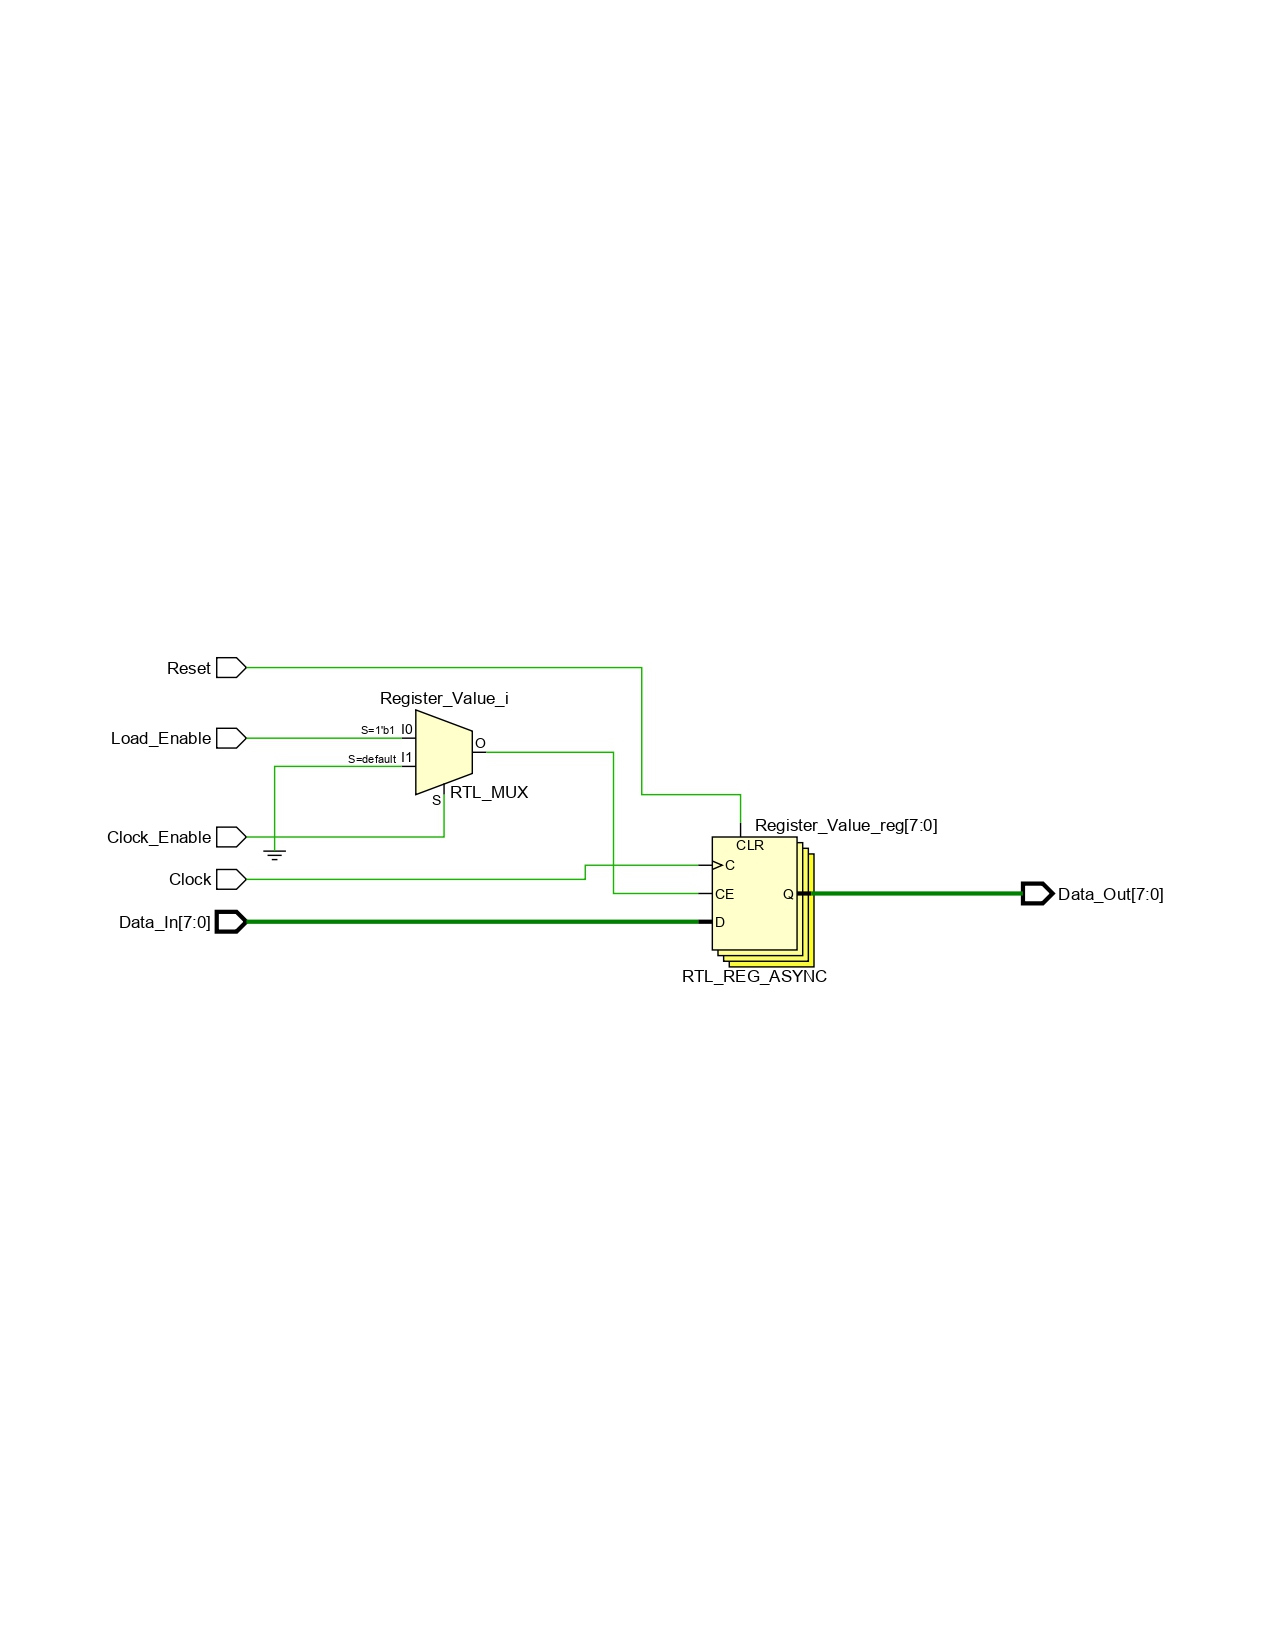 Reset
Register_Value_i
Load_Enable
S=1'b1 I0
S=default I1
O
S
RTL_MUX
Clock_Enable
Clock
Data_In[7:0]
Register_Value_reg[7:0]
CLR
C
CE
Q
D
RTL_REG_ASYNC
Data_Out[7:0]